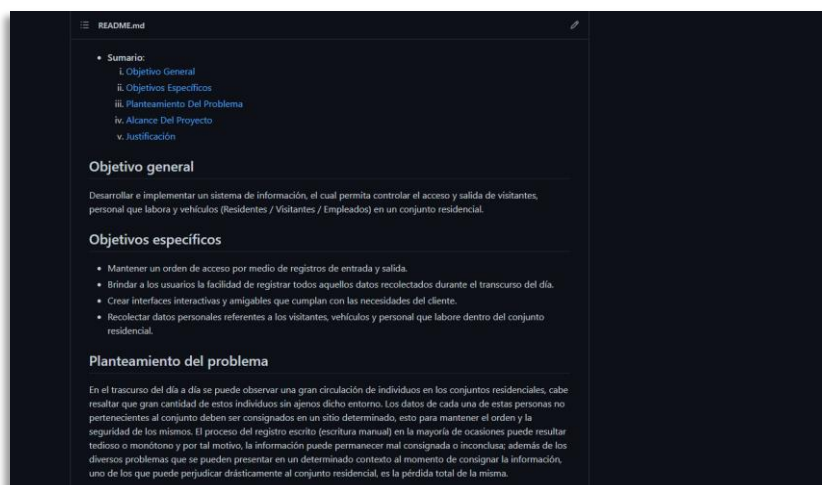 README.md
• Sumario:
i. Objetivo General
ii. Objetivos Específicos
iii. Planteamiento Del Problema
iv. Alcance Del Proyecto
v. Justificación
Objetivo general
Desarrollar e implementar un sistema de información, el cual permita controlar el acceso y salida de visitantes,
personal que labora y vehículos (Residentes / Visitantes / Empleados) en un conjunto residencial.
Objetivos específicos
• Mantener un orden de acceso por medio de registros de entrada y salida.
• Brindar a los usuarios la facilidad de registrar todos aquellos datos recolectados durante el transcurso del día.
• Crear interfaces interactivas y amigables que cumplan con las necesidades del cliente.
• Recolectar datos personales referentes a los visitantes, vehículos y personal que labore dentro del conjunto
residencial.
Planteamiento del problema
En el trascurso del día a día se puede observar una gran circulación de individuos en los conjuntos residenciales, cabe
resaltar que gran cantidad de estos individuos sin ajenos dicho entorno. Los datos de cada una de estas personas no
pertenecientes al conjunto deben ser consignados en un sitio determinado, esto para mantener el orden y la
seguridad de los mismos. El proceso del registro escrito (escritura manual) en la mayoría de ocasiones puede resultar
tedioso o monótono y por tal motivo, la información puede permanecer mal consignada o inconclusa; además de los
diversos problemas que se pueden presentar en un determinado contexto al momento de consignar la información,
uno de los que puede perjudicar drásticamente al conjunto residencial, es la pérdida total de la misma.